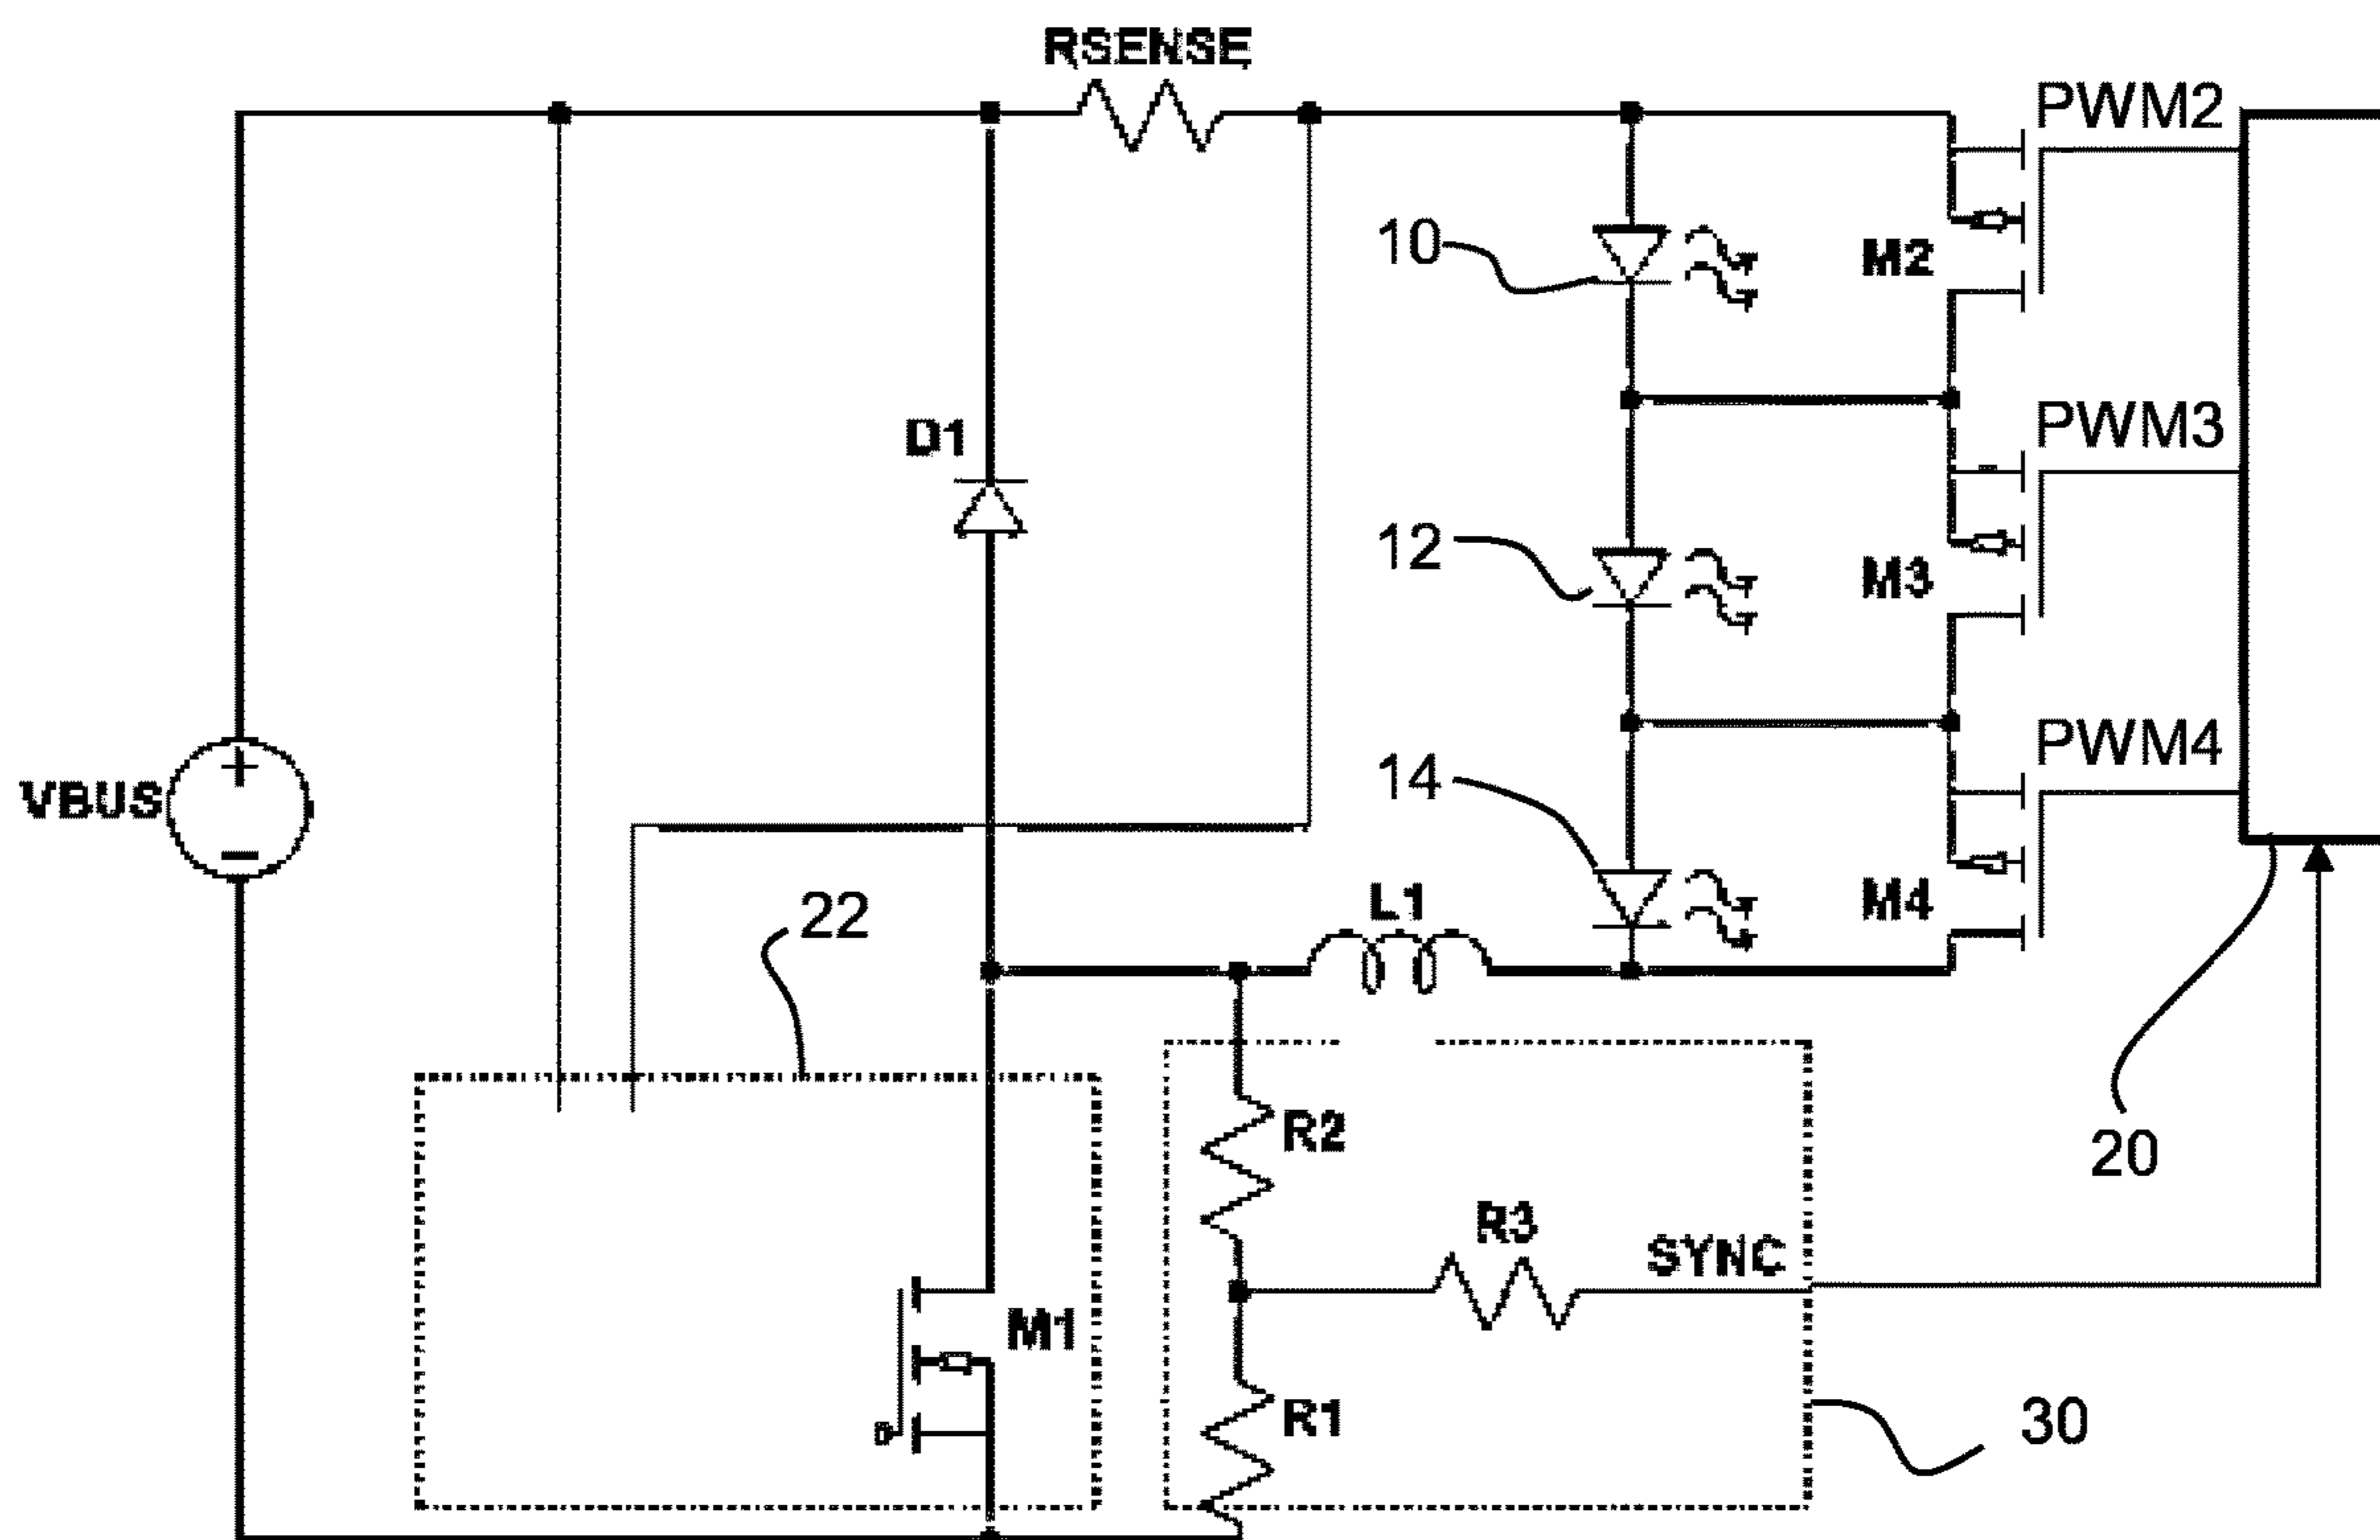 RSENSE
PWM2
10
M2
PWM3
D1
12
M3
PWM4
VBUS
14
22
L1
M4
R2
20
R3
SYNC
M1
R1
30